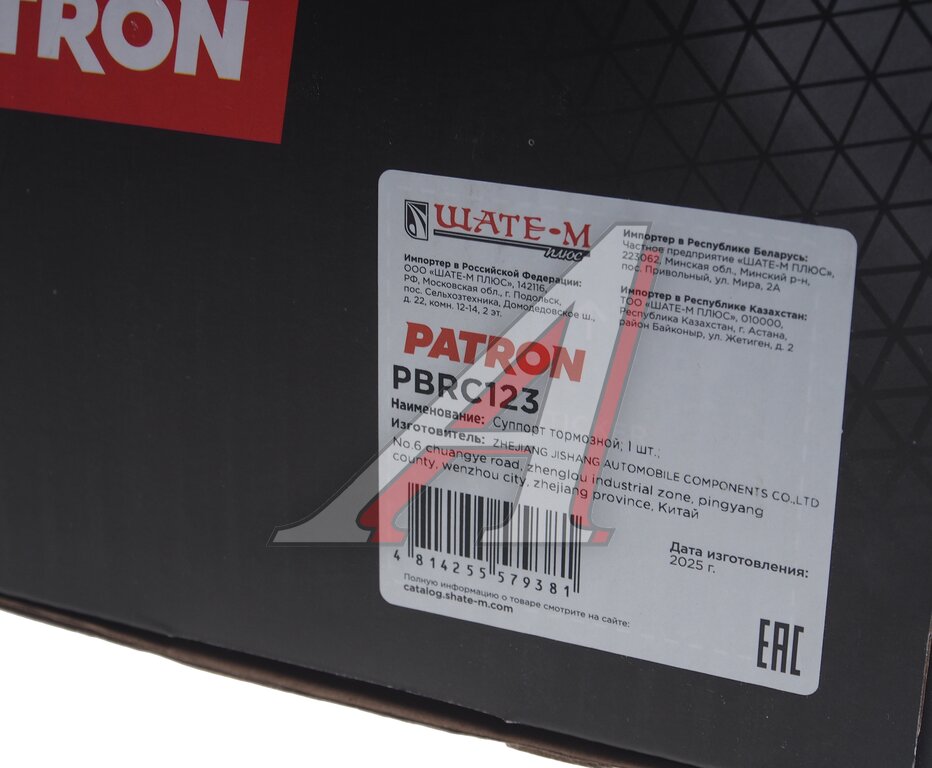 TRON
ШАТЕ-М
ПЛЮС
Импортер в Российской Федерации:
ООО «ШАТЕ-М ПЛЮС», 142116,
РФ, Московская обл., г. Подольск,
пос. Сельхозтехника, Домодедовское ш.,
д. 22, комн. 12-14, 2 эт.
Импортер в Республике Беларусь:
Частное предприятие «ШАТЕ-М ПЛЮС»,
223062, Минская обл., Минский р-н,
пос. Привольный, ул. Мира, 2А
Импортер в Республике Казахстан:
ТОО «ШАТЕ-М ПЛЮС», 010000,
Республика Казахстан, г. Астана,
район Байконыр, ул. Жетиген, д. 2
PATRON
PBRC123
Наименование: Суппорт тормозной; 1 шт.;
Изготовитель: ZHEJIANG JISHANG AUTOMOBILE COMPONENTS CO.,LTD
No.6 chuangye road, zhenglou industrial zone, pingyang
county, wenzhou city, zhejiang province, Китай
4 814255 579381
Дата изготовления:
2025 г.
Полную информацию о товаре смотрите на сайте:
catalog.shate-m.com
EAC